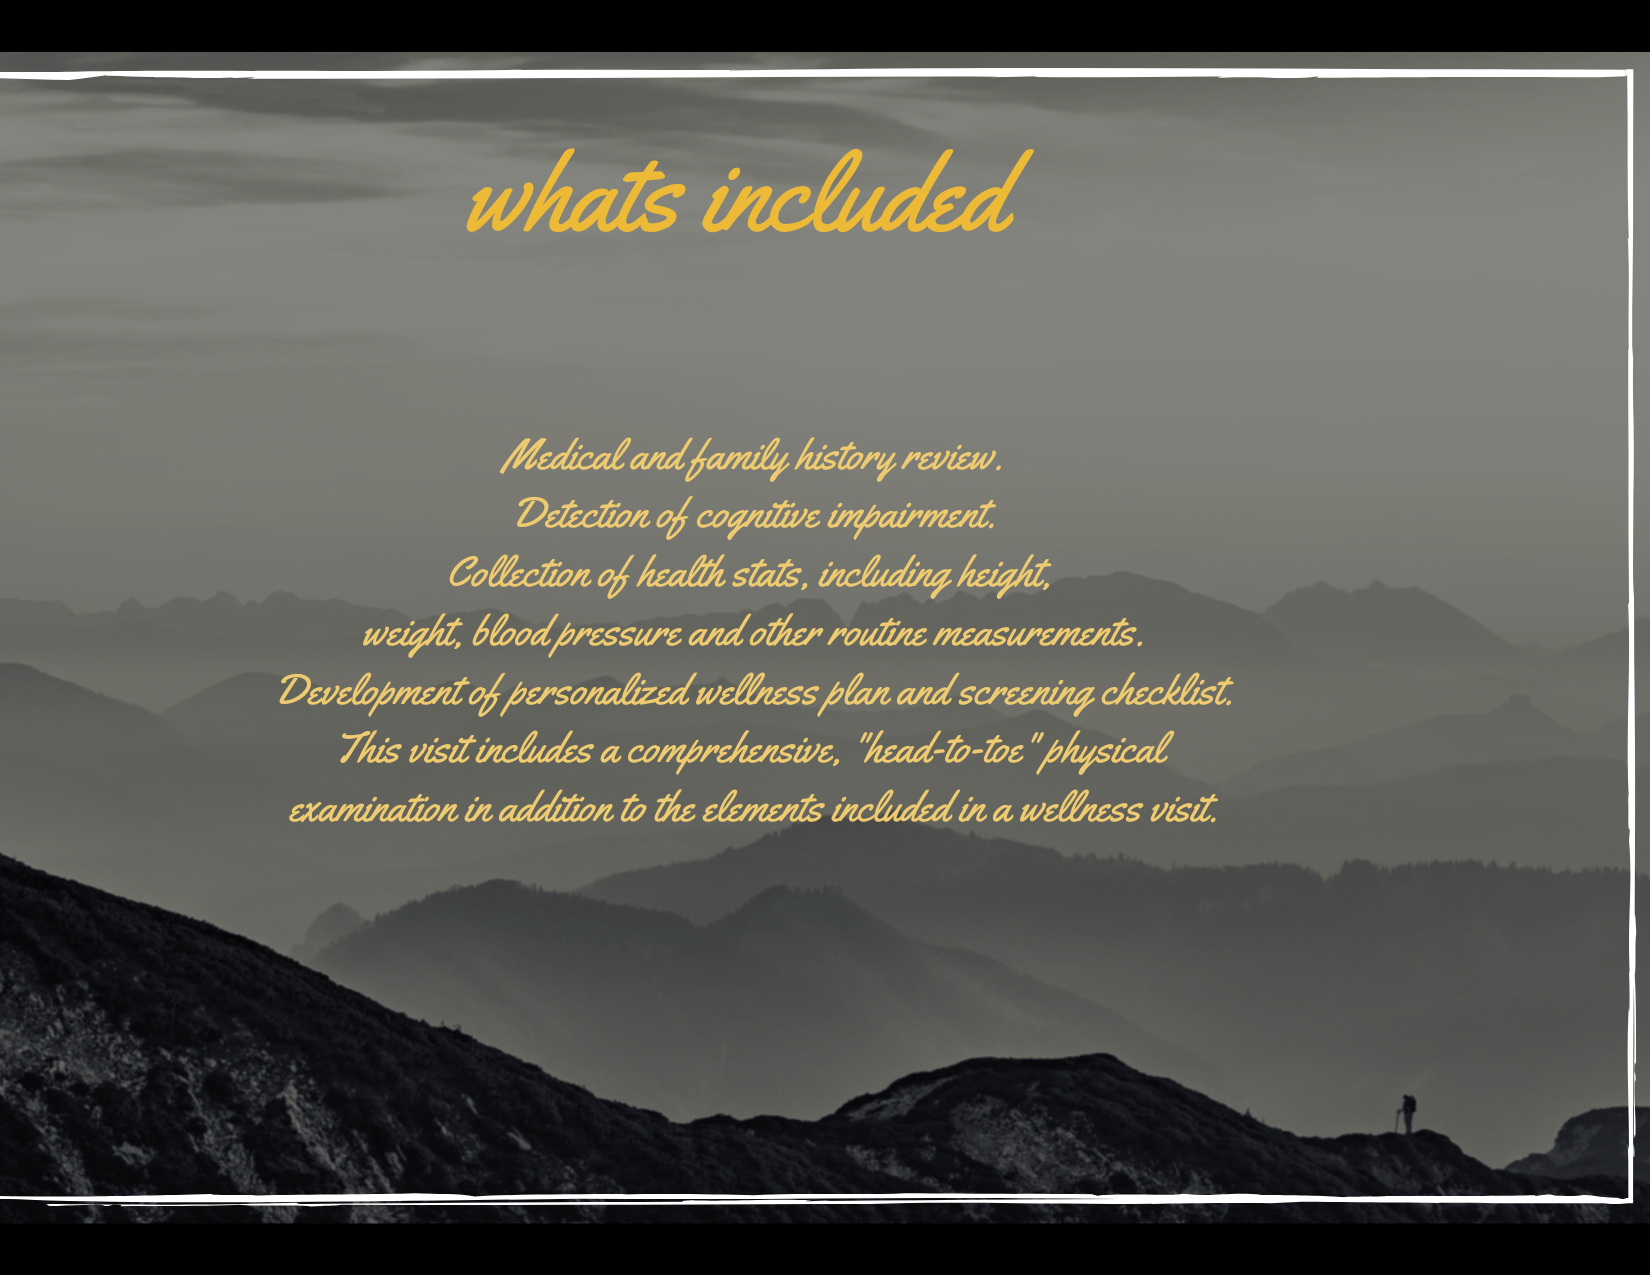 whats included
Medical and family history review.
Detection of cognitive impairment.
Collection of health stats, including height,
weight, blood pressure and other routine measurements.
Development of personalized wellness plan and screening checklist.
This visit includes a comprehensive, "head-to-toe" physical
examination in addition to the elements included in a wellness visit.